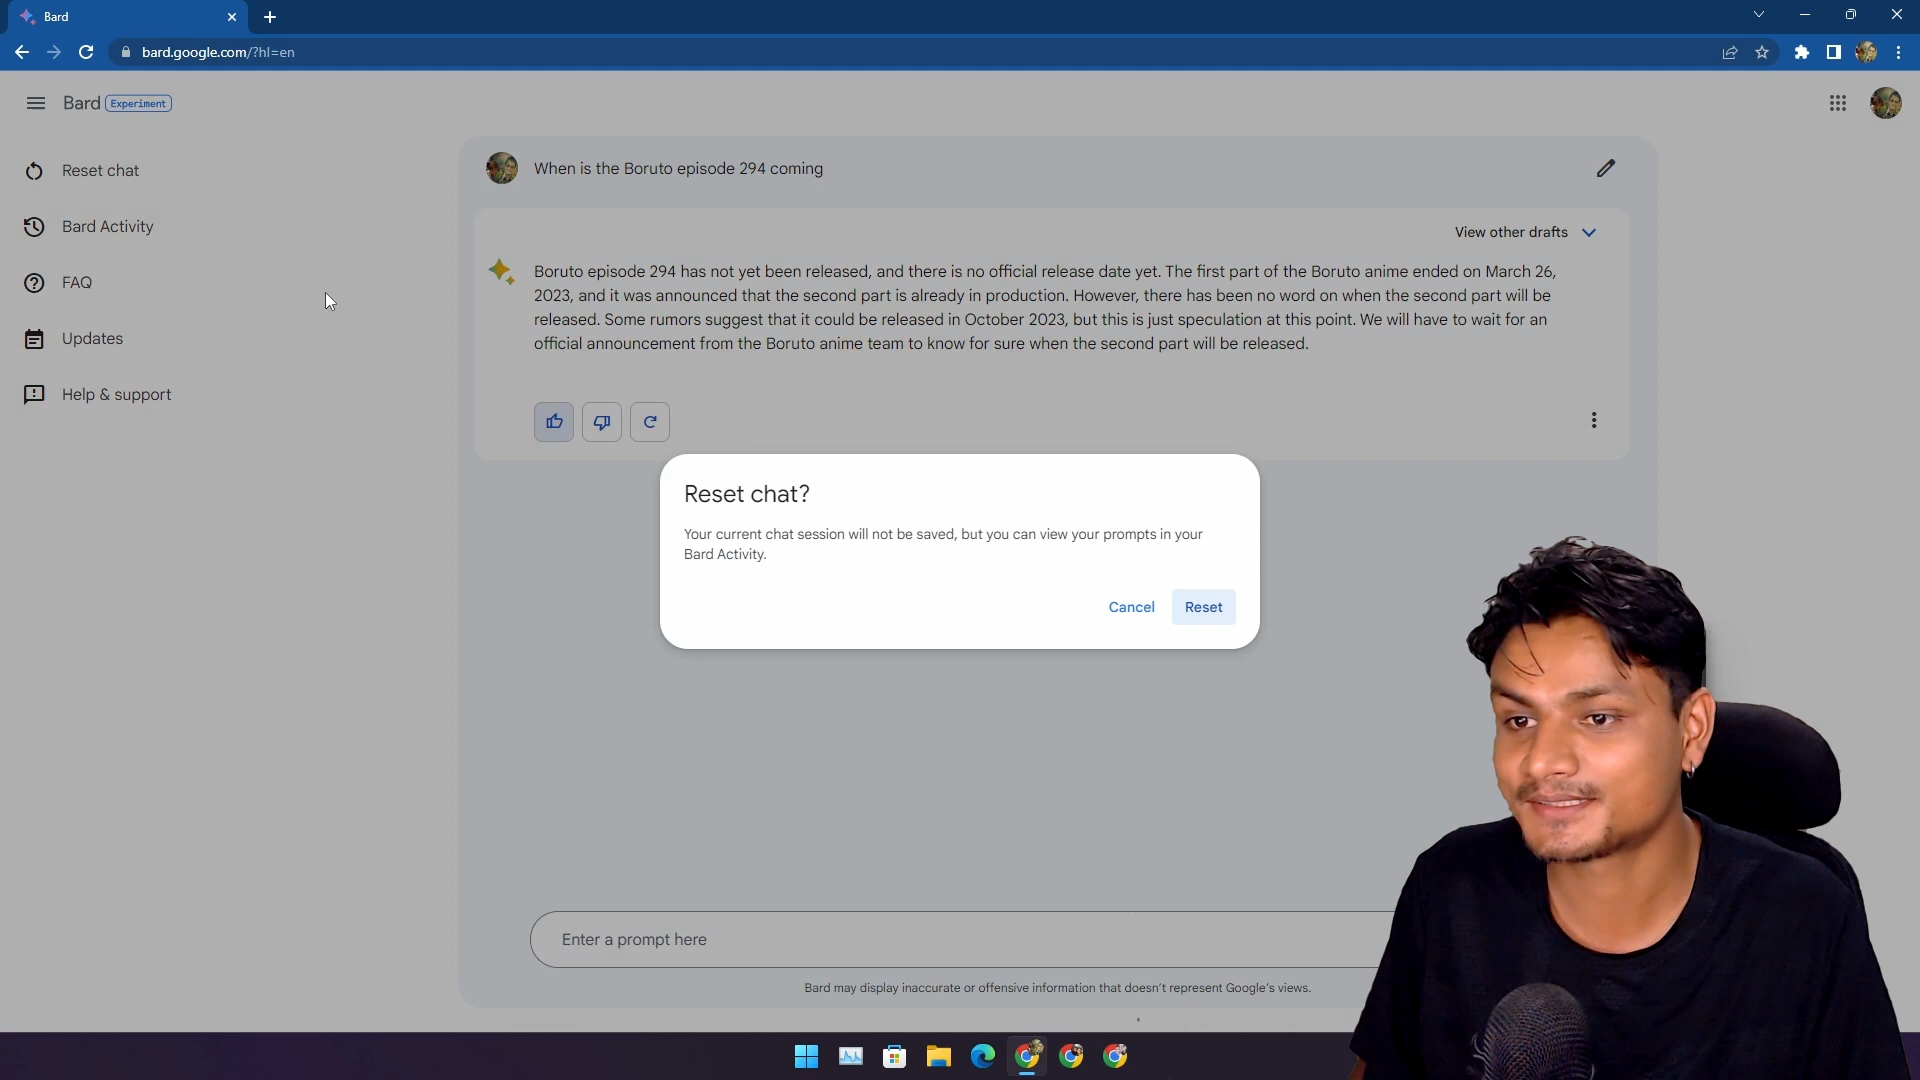 Bard
bard.google.com/?hl=en
Bard Experiment
Reset chat
Bard Activity
FAQ
Updates
Help & support
When is the Boruto episode 294 coming
View other drafts
Boruto episode 294 has not yet been released, and there is no official release date yet. The first part of the Boruto anime ended on March 26,
2023, and it was announced that the second part is already in production. However, there has been no word on when the second part will be
released. Some rumors suggest that it could be released in October 2023, but this is just speculation at this point. We will have to wait for an
official announcement from the Boruto anime team to know for sure when the second part will be released.
Reset chat?
Your current chat session will not be saved, but you can view your prompts in your
Bard Activity.
Cancel
Reset
Enter a prompt here
Bard may display inaccurate or offensive information that doesn't represent Google's views.